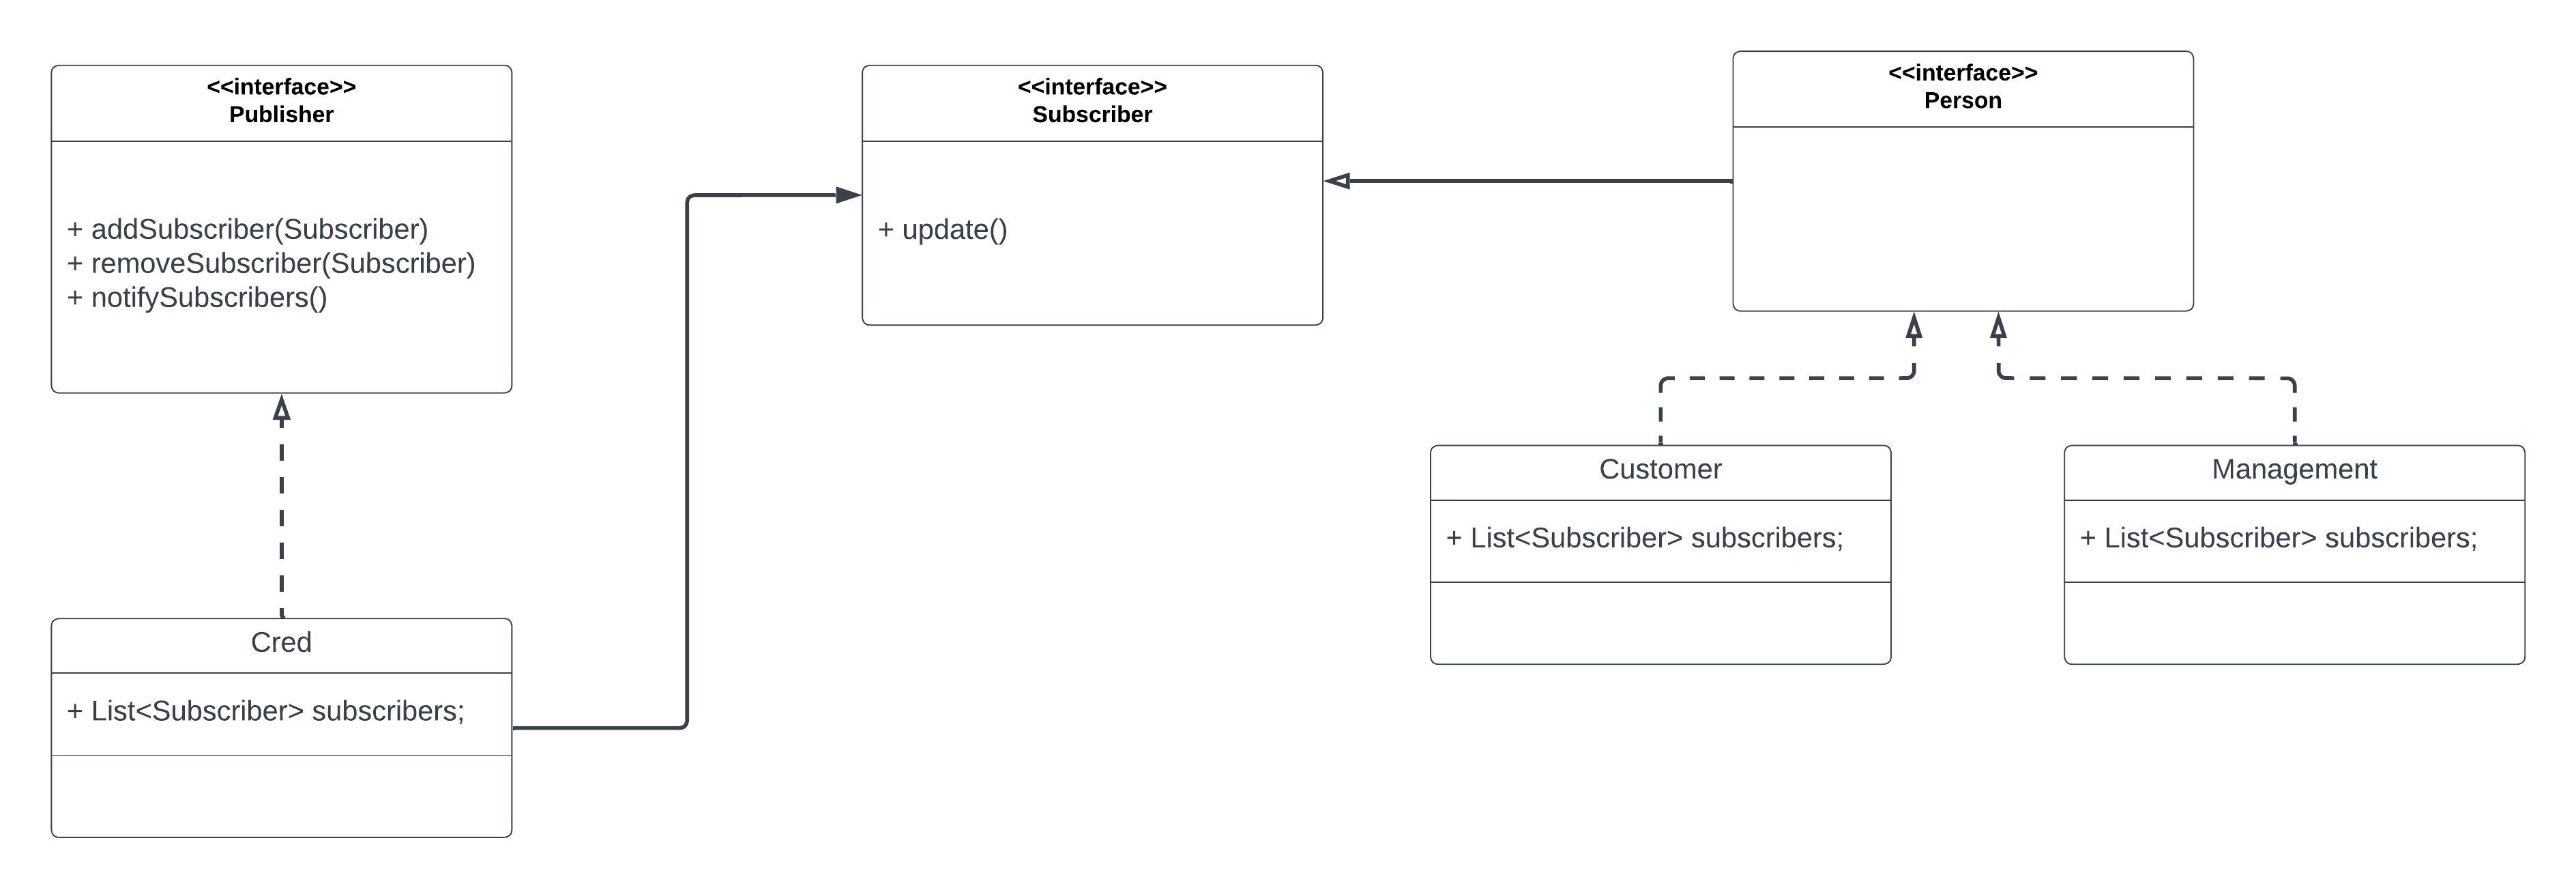 <<interface>>
Publisher
+ addSubscriber(Subscriber)
+ removeSubscriber(Subscriber)
+ notifySubscribers()
<<interface>>
Subscriber
+ update()
<<interface>>
Person
Customer
+ List<Subscriber> subscribers;
Management
+ List<Subscriber> subscribers;
Cred
+ List<Subscriber> subscribers;